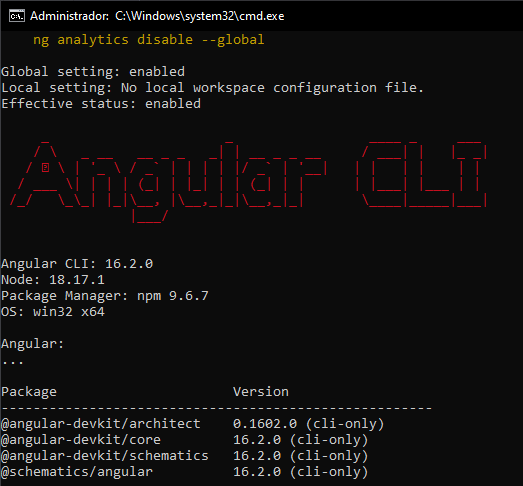 Administrador: C:\Windows\system32\cmd.exe
ng analytics disable --global
Global setting: enabled
Local setting: No local workspace configuration file.
Effective status: enabled
Angular CLI
Angular CLI: 16.2.0
Node: 18.17.1
Package Manager: npm 9.6.7
OS: win32 x64
Angular:
...
Package Version
------------------------------------------------------
@angular-devkit/architect 0.1602.0 (cli-only)
@angular-devkit/core 16.2.0 (cli-only)
@angular-devkit/schematics 16.2.0 (cli-only)
@schematics/angular 16.2.0 (cli-only)